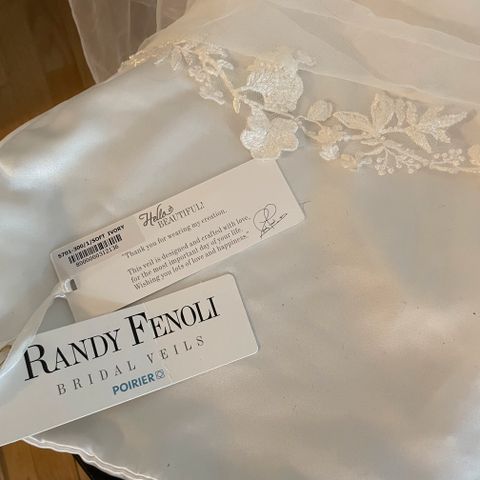 Hello
BEAUTIFUL!
"Thank you for wearing my creation.
This veil is designed and crafted with love,
for the most important day of your life.
Wishing you lots of love and happiness."
S701-300/1/SOFT IVORY
RANDY FENOLI
BRIDAL VEILS
POIRIER